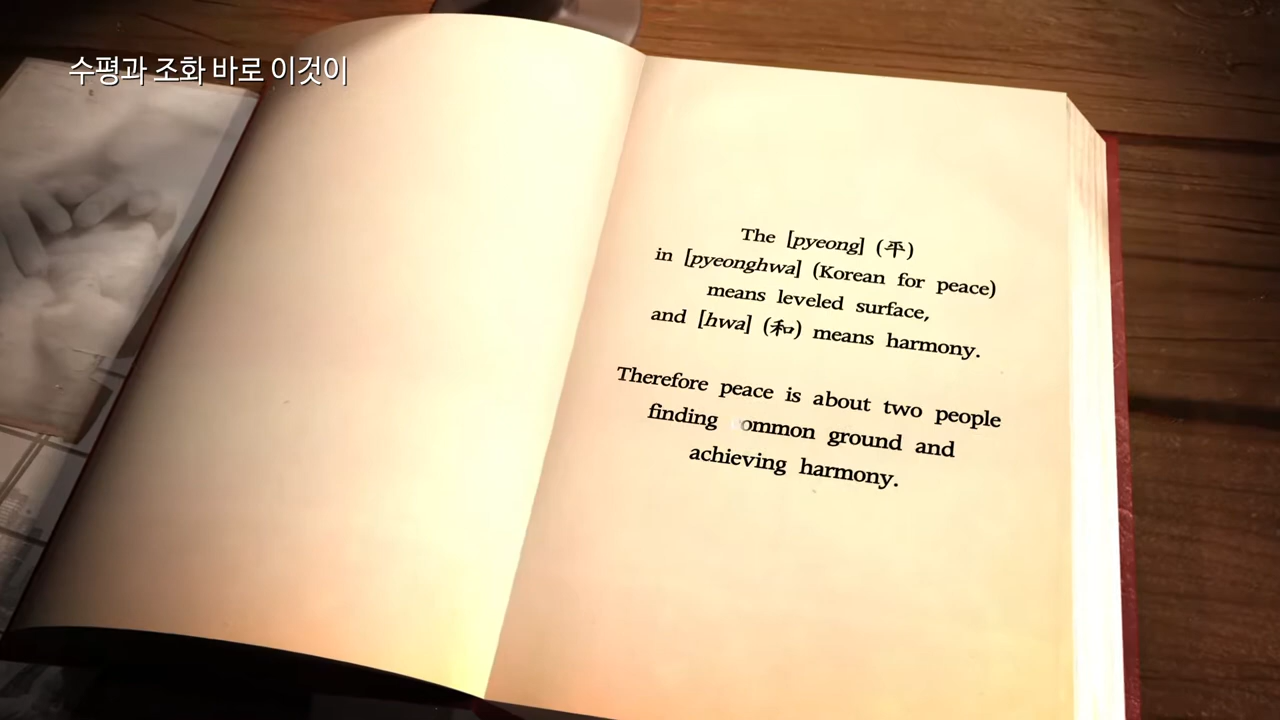 수평과 조화 바로 이것이
The [pyeong] (平)
in [pyeonghwa] (Korean for peace)
means leveled surface,
and [hwa] (和) means harmony.
Therefore peace is about two people
finding common ground and
achieving harmony.